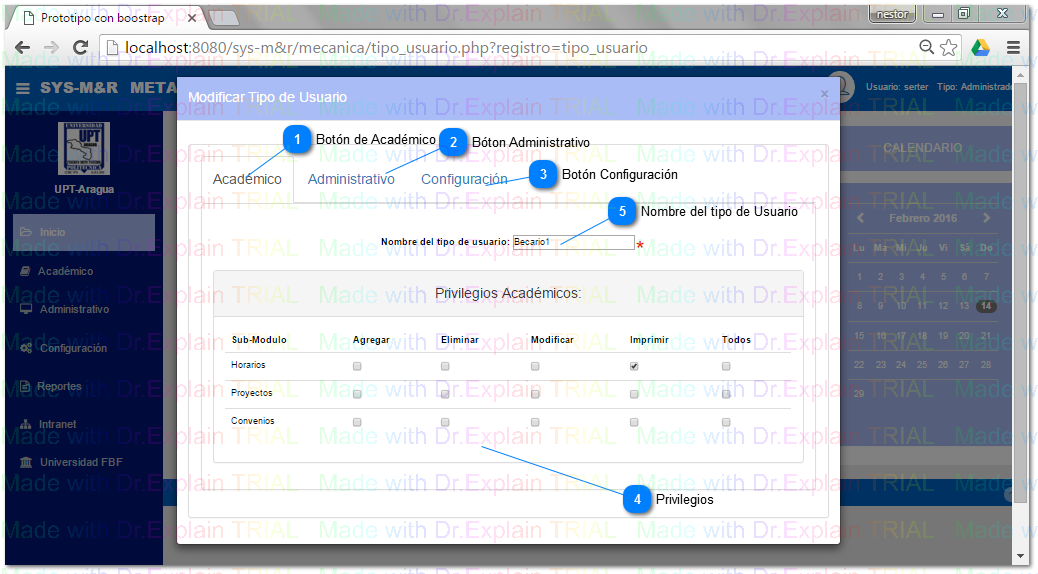 Prototipo con boostrap
nestor
localhost:8080/sys-m&r/mecanica/tipo_usuario.php?registro=tipo_usuario
SYS-M&R META
Usuario: serter Tipo: Administrado
Modificar Tipo de Usuario ×
UNIVERSIDAD
UPT
UPT-Aragua
Inicio
Académico
Administrativo
Configuración
Reportes
Intranet
Universidad FBF
1 Botón de Académico
2 Bóton Administrativo
3 Botón Configuración
Académico Administrativo Configuración
5 Nombre del tipo de Usuario
Nombre del tipo de usuario: Becario1 *
Privilegios Académicos:
Sub-Modulo Agregar Eliminar Modificar Imprimir Todos
Horarios
Proyectos
Convenios
4 Privilegios
CALENDARIO
Febrero 2016
Lu Ma Mi Ju Vi Sá Do
1 2 3 4 5 6 7
8 9 10 11 12 13 14
15 16 17 18 19 20 21
22 23 24 25 26 27 28
29
Made with Dr.Explain TRIAL